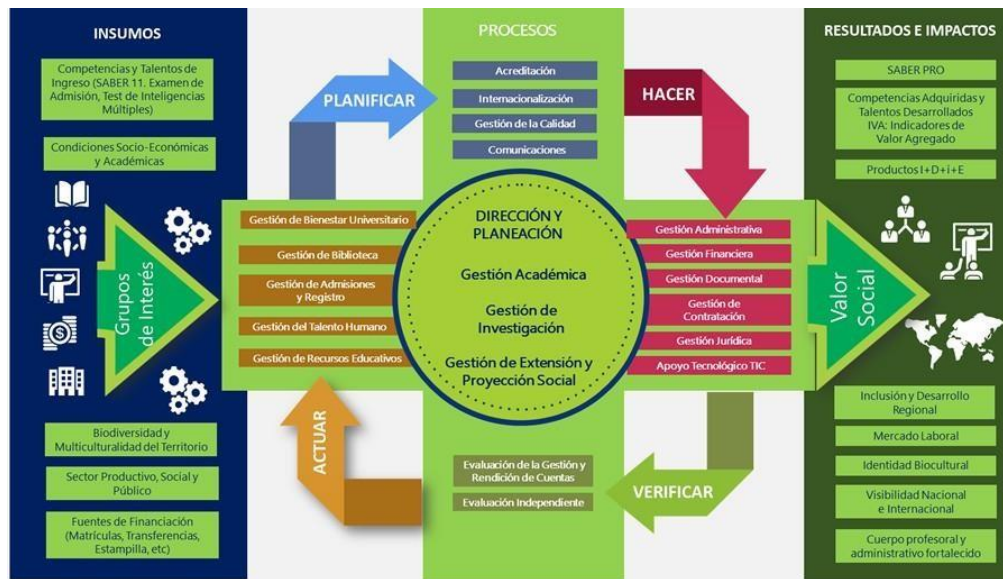 INSUMOS
Competencias y Talentos de
Ingreso (SABER 11. Examen de
Admisión, Test de Inteligencias
Múltiples)
Condiciones Socio-Económicas
y Académicas
Grupos
de Interés
Biodiversidad y
Multiculturalidad del Territorio
Sector Productivo, Social y
Público
Fuentes de Financiación
(Matrículas, Transferencias,
Estampilla, etc)
PLANIFICAR
Gestión de Bienestar Universitario
Gestión de Biblioteca
Gestión de Admisiones
y Registro
Gestión del Talento Humano
Gestión de Recursos Educativos
ACTUAR
PROCESOS
Acreditación
Internacionalización
Gestión de la Calidad
Comunicaciones
DIRECCIÓN Y
PLANEACIÓN
Gestión Académica
Gestión de
Investigación
Gestión de Extensión y
Proyección Social
Evaluación de la Gestión y
Rendición de Cuentas
Evaluación Independiente
HACER
Gestión Administrativa
Gestión Financiera
Gestión Documental
Gestión de
Contratación
Gestión Jurídica
Apoyo Tecnológico TIC
VERIFICAR
RESULTADOS E IMPACTOS
SABER PRO
Competencias Adquiridas y
Talentos Desarrollados
IVA: Indicadores de
Valor Agregado
Productos I+D+i+E
Valor
Social
Inclusión y Desarrollo
Regional
Mercado Laboral
Identidad Biocultural
Visibilidad Nacional
e Internacional
Cuerpo profesoral y
administrativo fortalecido